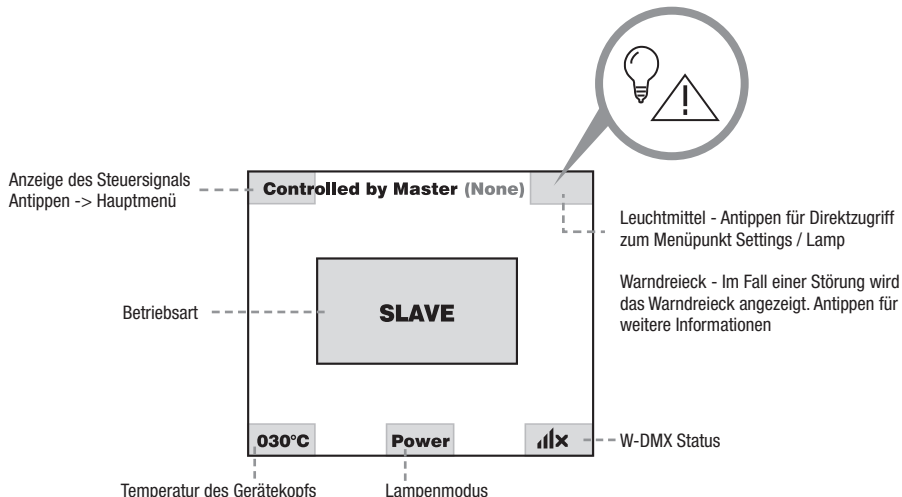 Anzeige des Steuersignals
Antippen -> Hauptmenü
Controlled by Master (None)
Leuchtmittel - Antippen für Direktzugriff
zum Menüpunkt Settings / Lamp
Warndreieck - Im Fall einer Störung wird
das Warndreieck angezeigt. Antippen für
weitere Informationen
Betriebsart
SLAVE
030°C
Power
W-DMX Status
Temperatur des Gerätekopfs
Lampenmodus